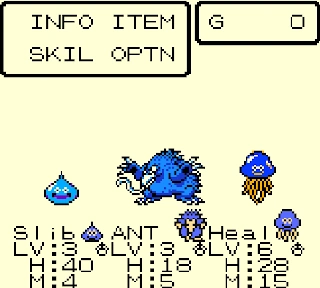 INFO ITEM
SKIL OPTN
G 0
Slib ANT Heal
LV:3 LV:3 LV:6
H:40 H:18 H:28
M:4 M:5 M:15